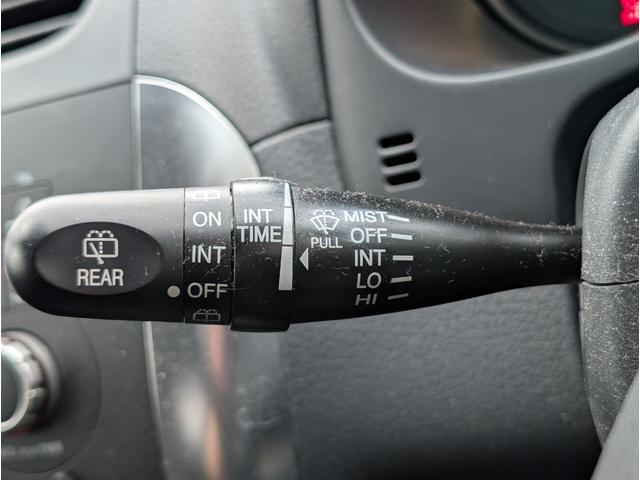 REAR
ON
INT
OFF
INT
TIME
PULL
MIST
OFF
INT
LO
HI